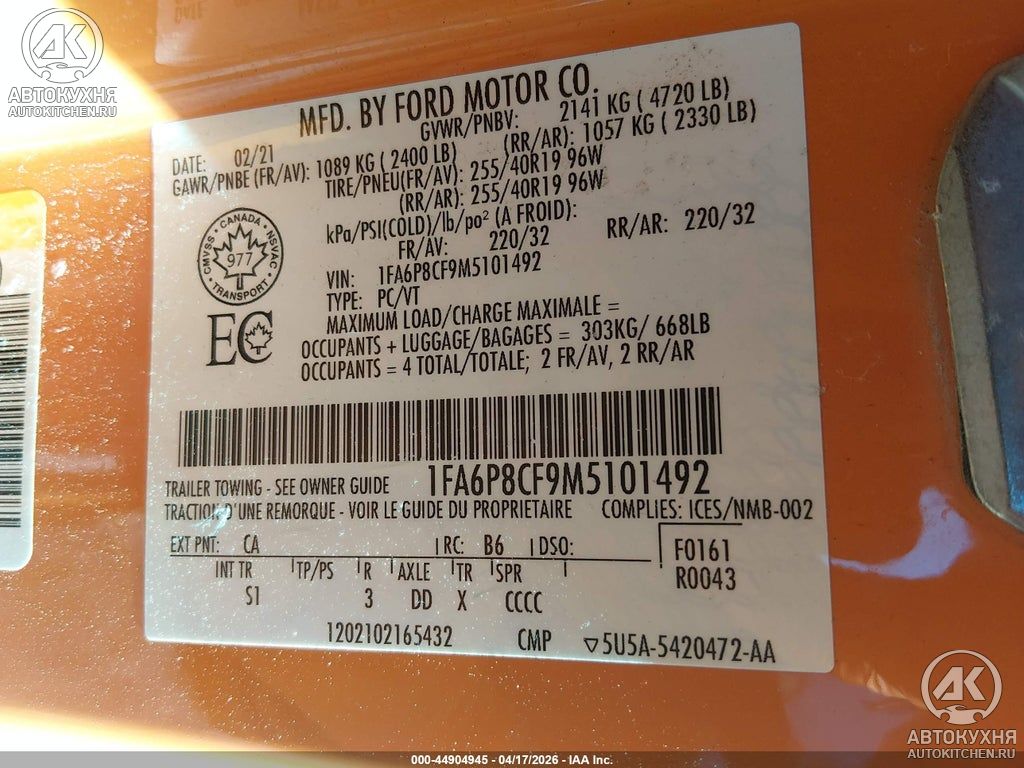 АК
АВТОКУХНЯ
AUTOKITCHEN.RU
MFD. BY FORD MOTOR CO.
DATE: 02/21 GVWR/PNBV: 2141 KG ( 4720 LB)
GAWR/PNBE (FR/AV): 1089 KG ( 2400 LB) (RR/AR): 1057 KG ( 2330 LB)
TIRE/PNEU(FR/AV): 255/40R19 96W
(RR/AR): 255/40R19 96W
kPa/PSI(COLD)/lb/po² (A FROID):
FR/AV: 220/32 RR/AR: 220/32
VIN: 1FA6P8CF9M5101492
TYPE: PC/VT
CANADA
CMVSS NSVAC
977
TRANSPORT
EC
MAXIMUM LOAD/CHARGE MAXIMALE =
OCCUPANTS + LUGGAGE/BAGAGES = 303KG/ 668LB
OCCUPANTS = 4 TOTAL/TOTALE; 2 FR/AV, 2 RR/AR
TRAILER TOWING - SEE OWNER GUIDE 1FA6P8CF9M5101492
TRACTION D'UNE REMORQUE - VOIR LE GUIDE DU PROPRIETAIRE COMPLIES: ICES/NMB-002
EXT PNT: CA RC: B6 DSO: F0161
INT TR TP/PS R AXLE TR SPR R0043
S1 3 DD X CCCC
1202102165432 CMP ▽5U5A-5420472-AA
АК
АВТОКУХНЯ
AUTOKITCHEN.RU
000-44904945 - 04/17/2026 - IAA Inc.